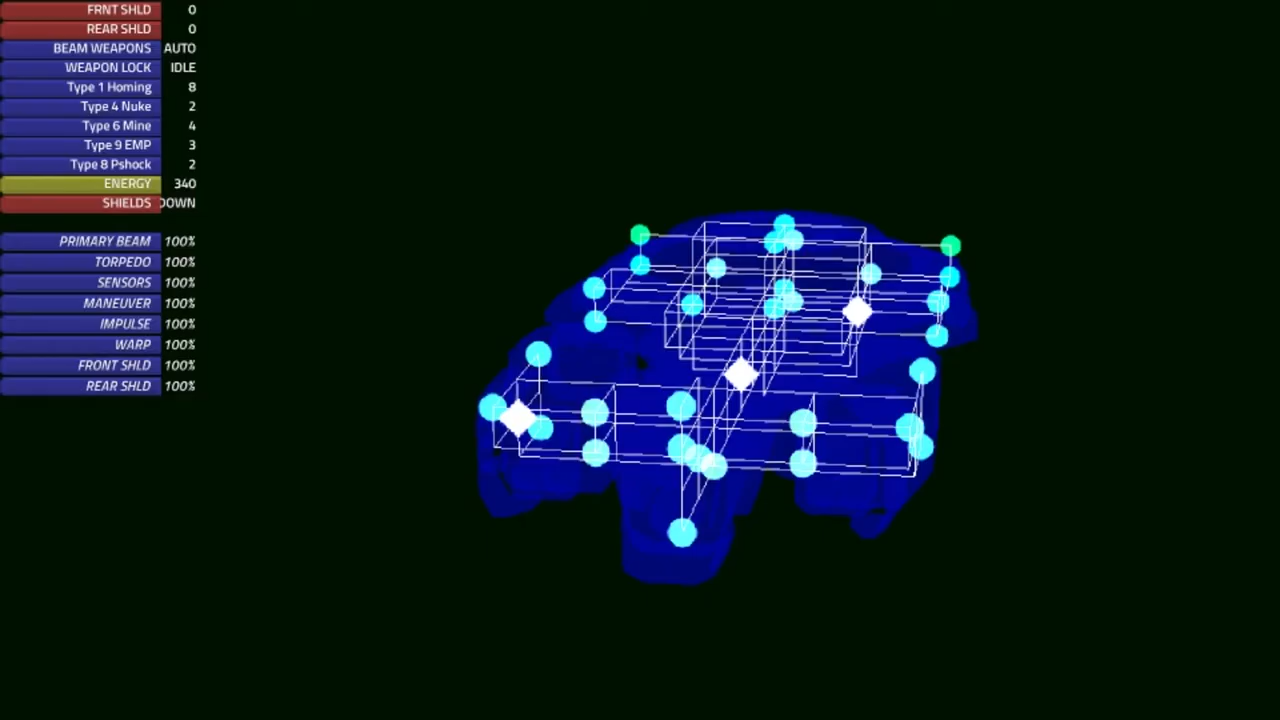 FRNT SHLD 0
REAR SHLD 0
BEAM WEAPONS AUTO
WEAPON LOCK IDLE
Type 1 Homing 8
Type 4 Nuke 2
Type 6 Mine 4
Type 9 EMP 3
Type 8 Pshock 2
ENERGY 340
SHIELDS DOWN
PRIMARY BEAM 100%
TORPEDO 100%
SENSORS 100%
MANEUVER 100%
IMPULSE 100%
WARP 100%
FRONT SHLD 100%
REAR SHLD 100%